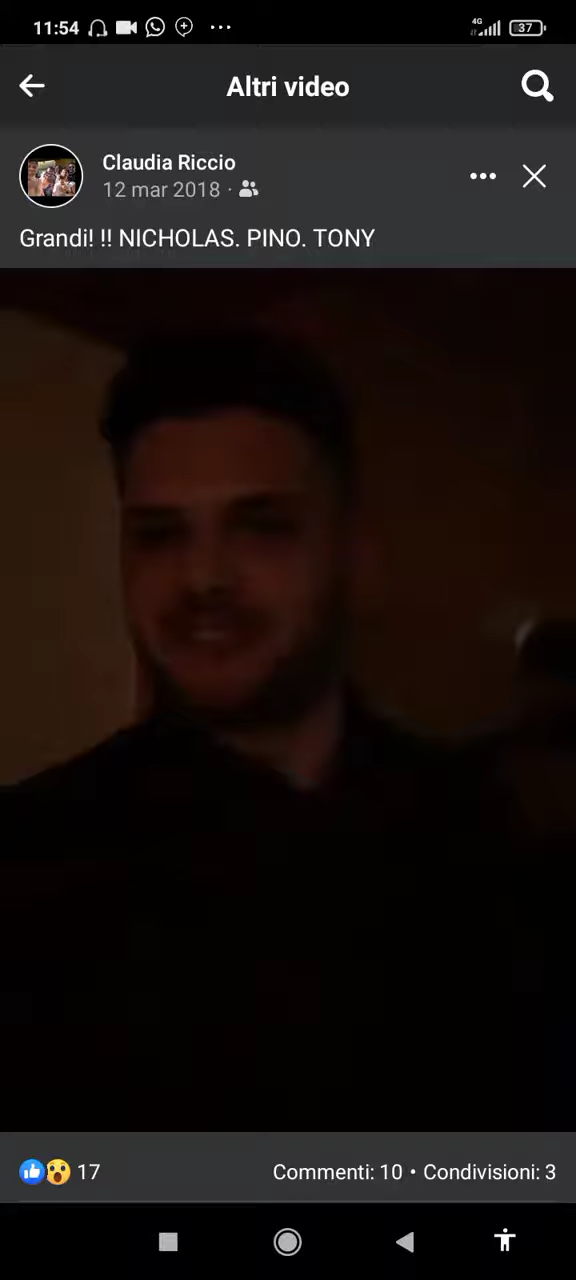 11:54
4G
37
Altri video
Claudia Riccio
12 mar 2018 ·
Grandi! !! NICHOLAS. PINO. TONY
17
Commenti: 10 • Condivisioni: 3